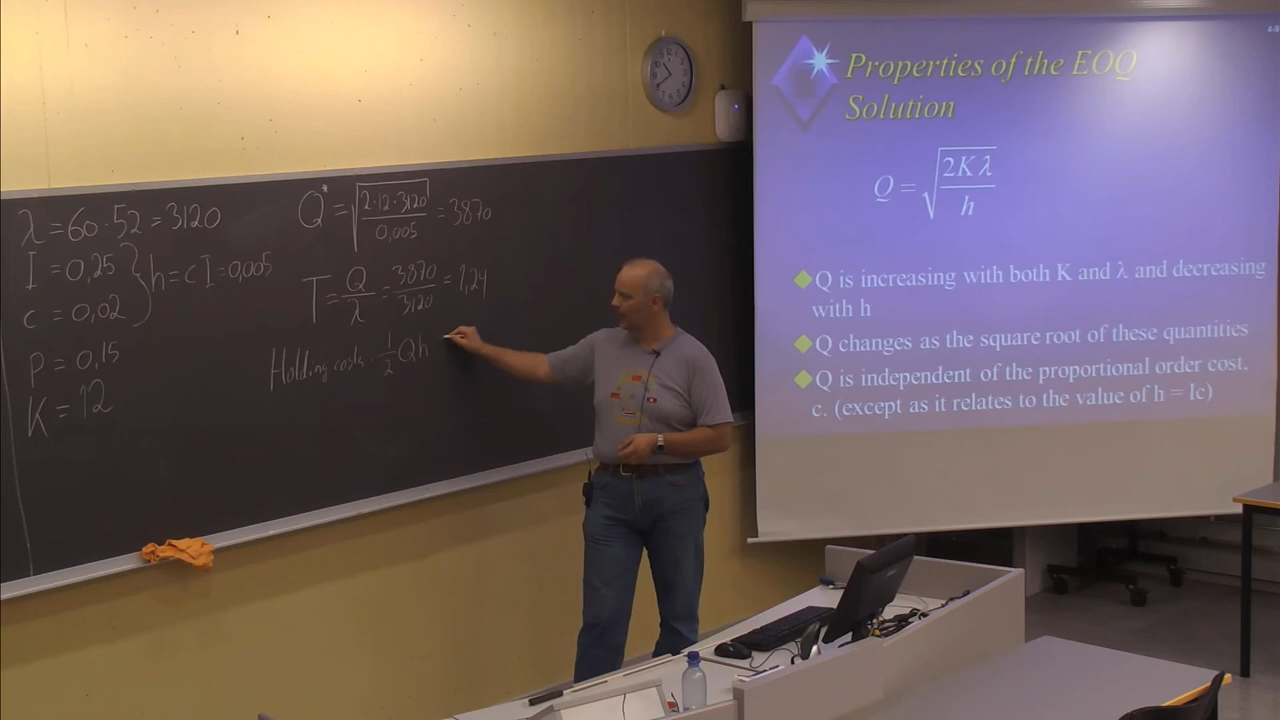 λ = 60 · 52 = 3120
I = 0,25
c = 0,02
} h = c I = 0,005
P = 0,15
K = 12
Q* = √(2·12·3120 / 0,005) = 3870
T = Q/λ = 3870/3120 = 1,24
Holding costs · 1/2 Qh
Properties of the EOQ
Solution
Q = √(2Kλ / h)
Q is increasing with both K and λ and decreasing
with h
Q changes as the square root of these quantities
Q is independent of the proportional order cost,
c. (except as it relates to the value of h = Ic)